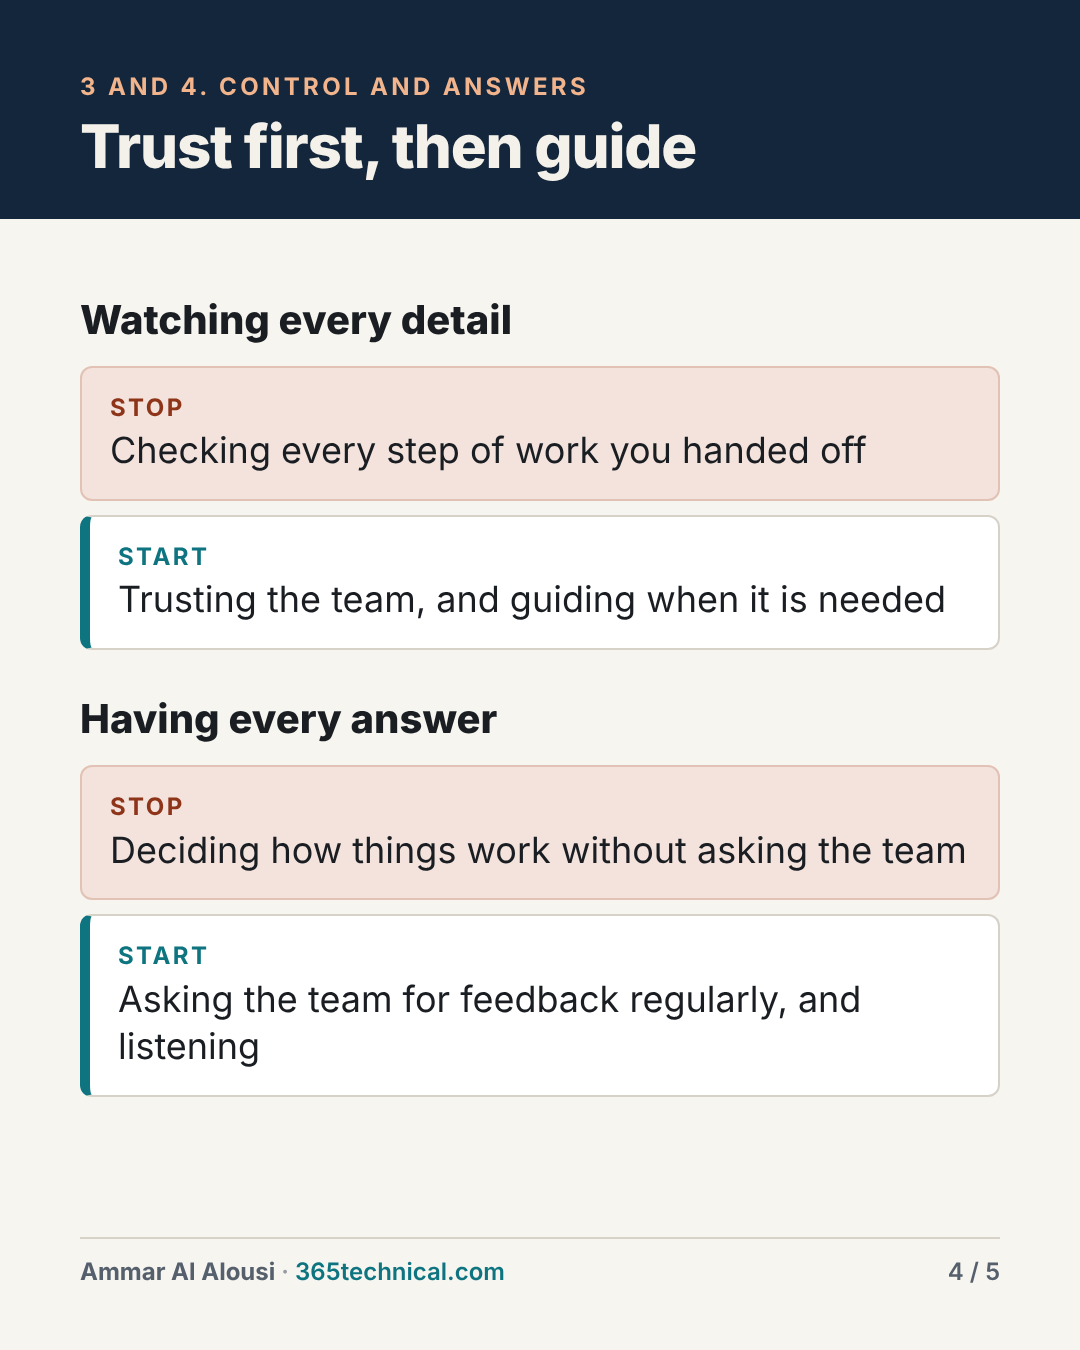 3 AND 4. CONTROL AND ANSWERS
Trust first, then guide
Watching every detail
STOP
Checking every step of work you handed off
START
Trusting the team, and guiding when it is needed
Having every answer
STOP
Deciding how things work without asking the team
START
Asking the team for feedback regularly, and
listening
Ammar Al Alousi · 365technical.com
4 / 5